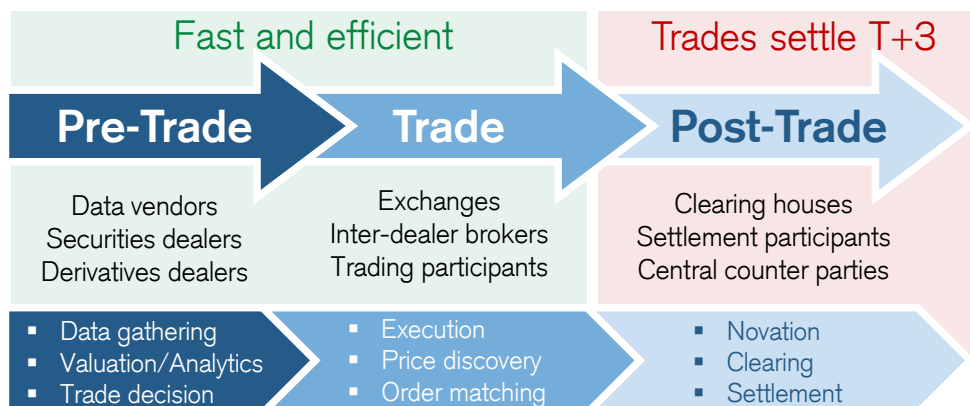 Fast and efficient
Trades settle T+3
Pre-Trade
Trade
Post-Trade
Data vendors
Securities dealers
Derivatives dealers
Exchanges
Inter-dealer brokers
Trading participants
Clearing houses
Settlement participants
Central counter parties
▪ Data gathering
▪ Valuation/Analytics
▪ Trade decision
▪ Execution
▪ Price discovery
▪ Order matching
▪ Novation
▪ Clearing
▪ Settlement